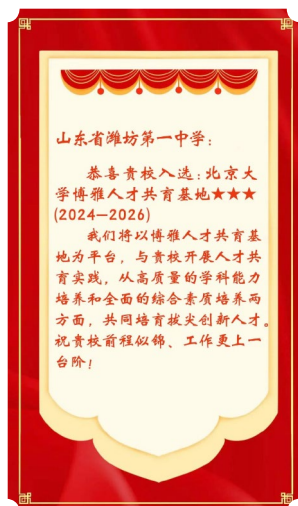 山东省潍坊第一中学：
恭喜贵校入选：北京大
学博雅人才共育基地★★★
(2024—2026)
我们将以博雅人才共育基
地为平台，与贵校开展人才共
育实践，从高质量的学科能力
培养和全面的综合素质培养两
方面，共同培育拔尖创新人才。
祝贵校前程似锦、工作更上一
台阶！